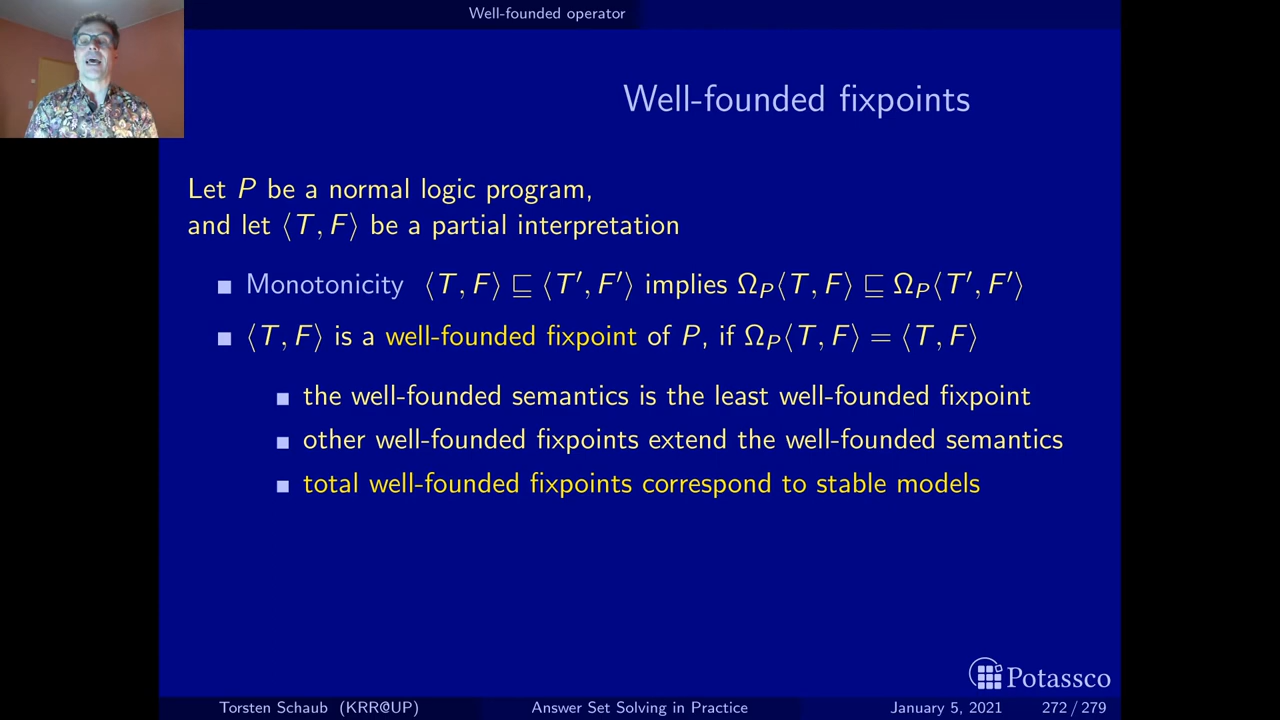 Well-founded operator
Well-founded fixpoints
Let P be a normal logic program,
and let ⟨T, F⟩ be a partial interpretation
Monotonicity ⟨T, F⟩ ⊑ ⟨T′, F′⟩ implies Ω_P⟨T, F⟩ ⊑ Ω_P⟨T′, F′⟩
⟨T, F⟩ is a well-founded fixpoint of P, if Ω_P⟨T, F⟩ = ⟨T, F⟩
the well-founded semantics is the least well-founded fixpoint
other well-founded fixpoints extend the well-founded semantics
total well-founded fixpoints correspond to stable models
Potassco
Torsten Schaub (KRR@UP) Answer Set Solving in Practice January 5, 2021 272 / 279